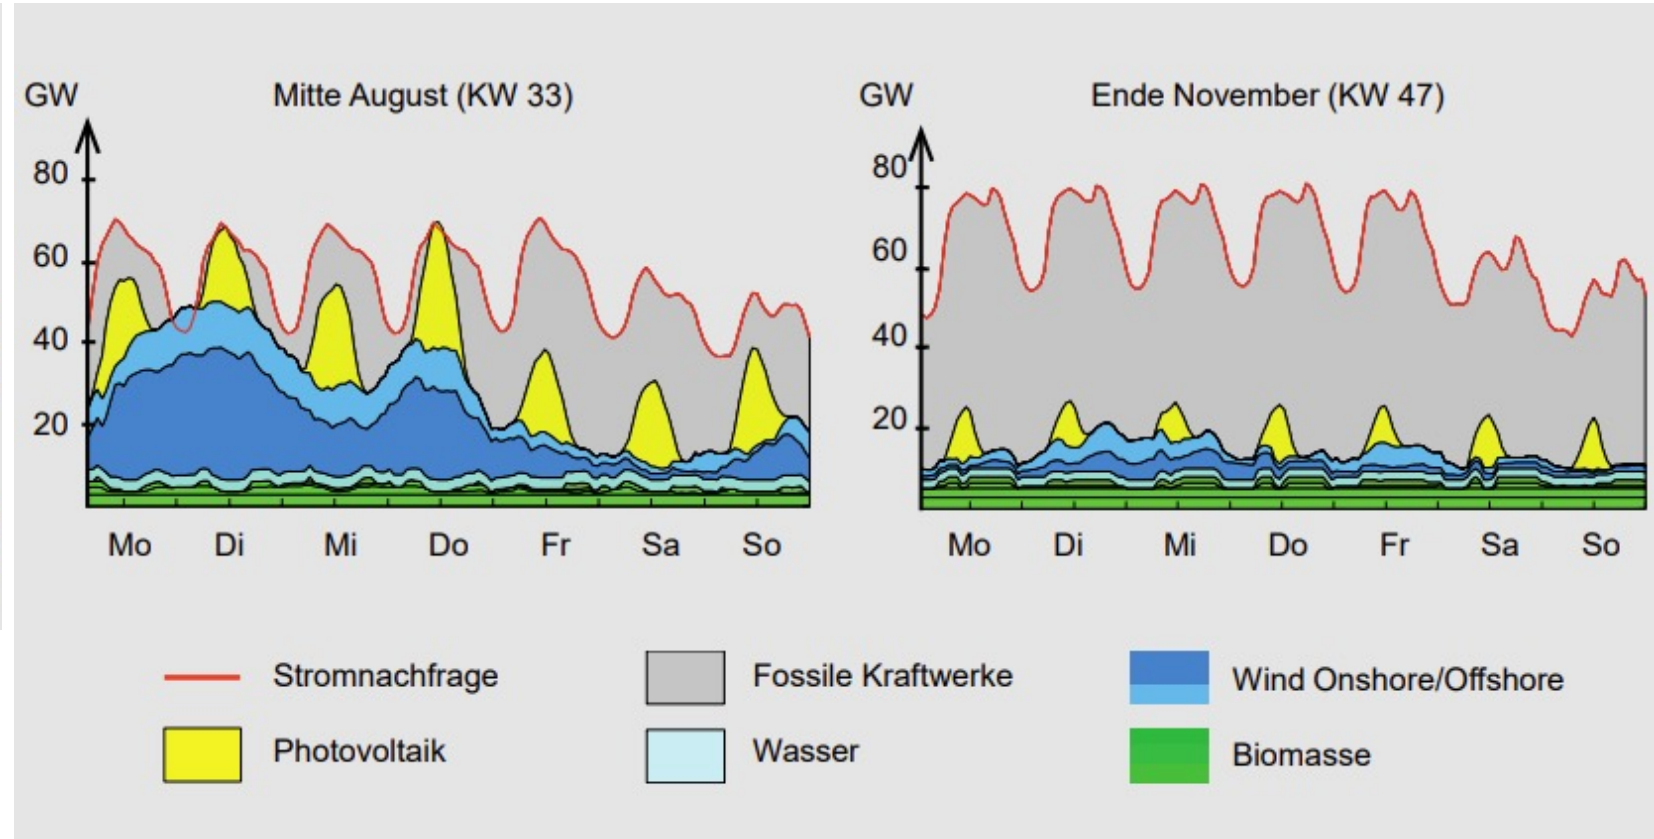 GW Mitte August (KW 33)
80
60
40
20
Mo Di Mi Do Fr Sa So
GW Ende November (KW 47)
80
60
40
20
Mo Di Mi Do Fr Sa So
Stromnachfrage
Fossile Kraftwerke
Wind Onshore/Offshore
Photovoltaik
Wasser
Biomasse